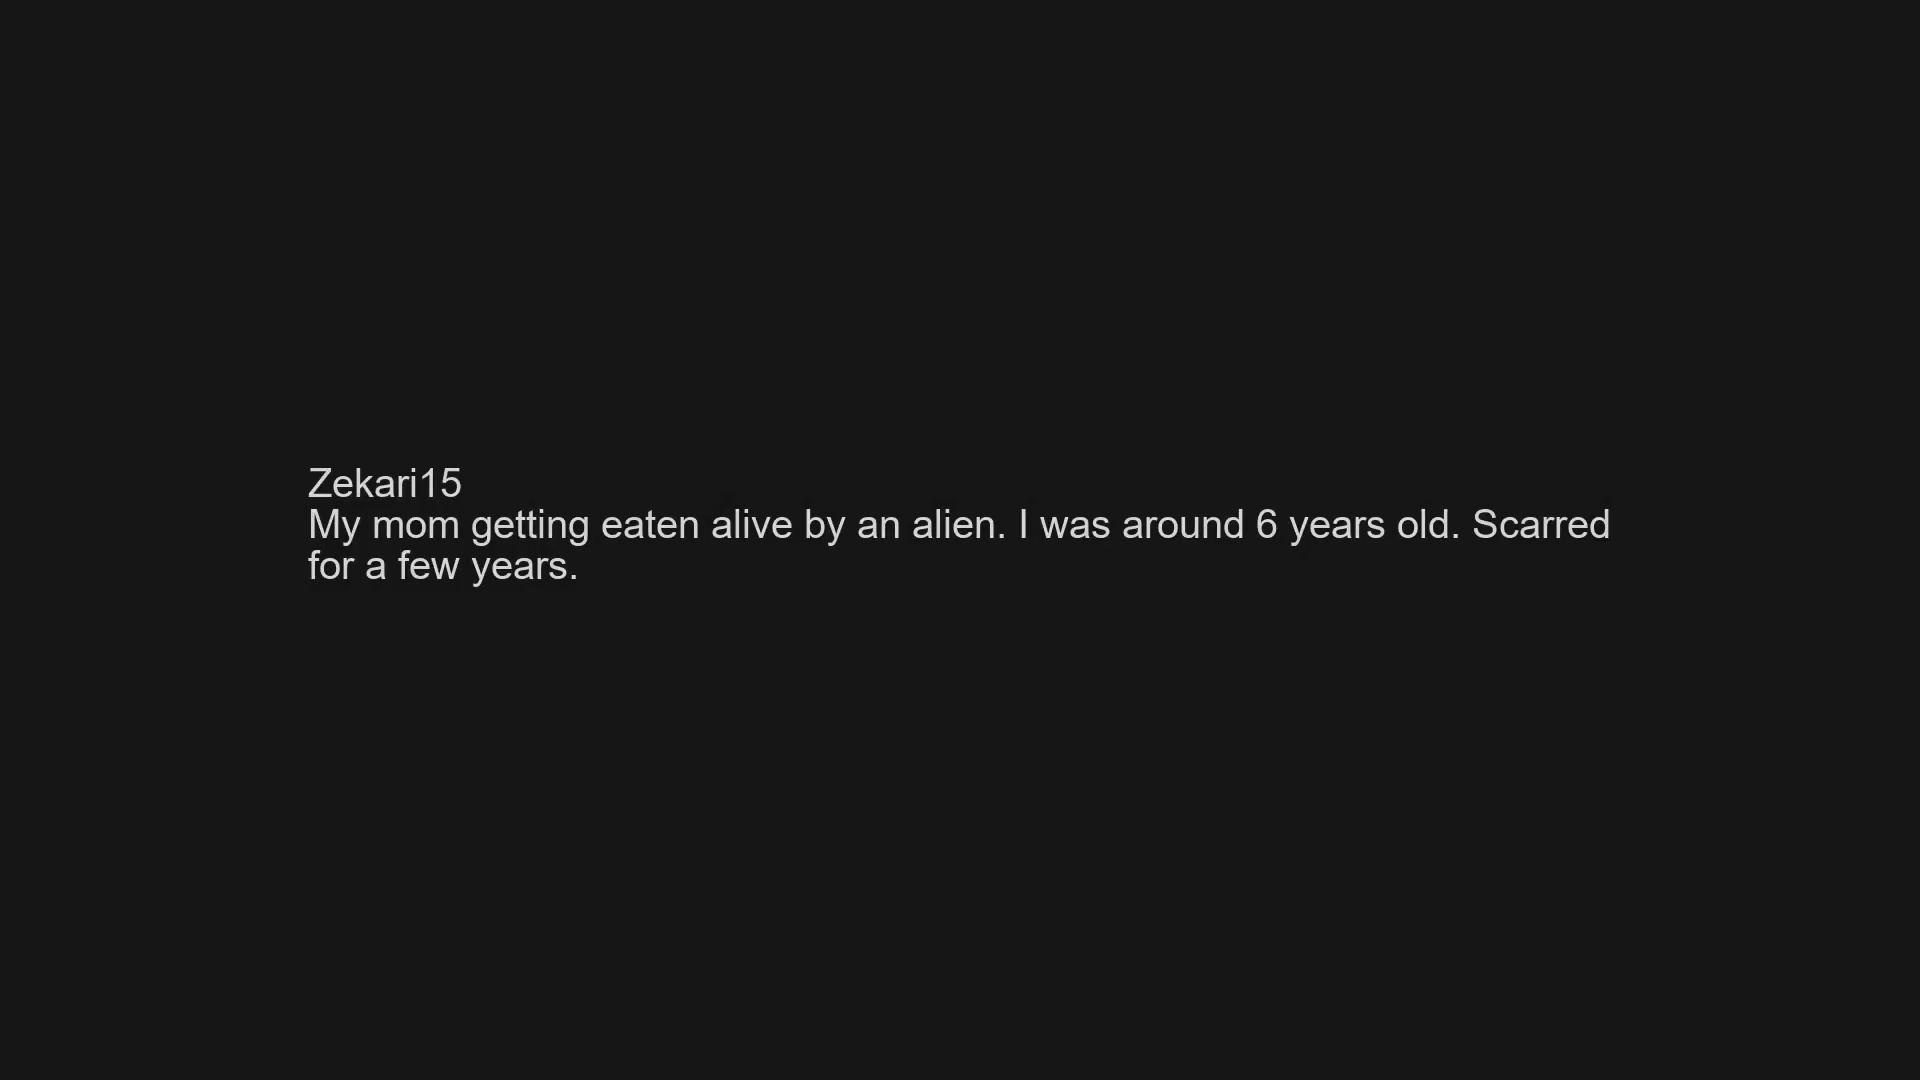 Zekari15
My mom getting eaten alive by an alien. I was around 6 years old. Scarred
for a few years.